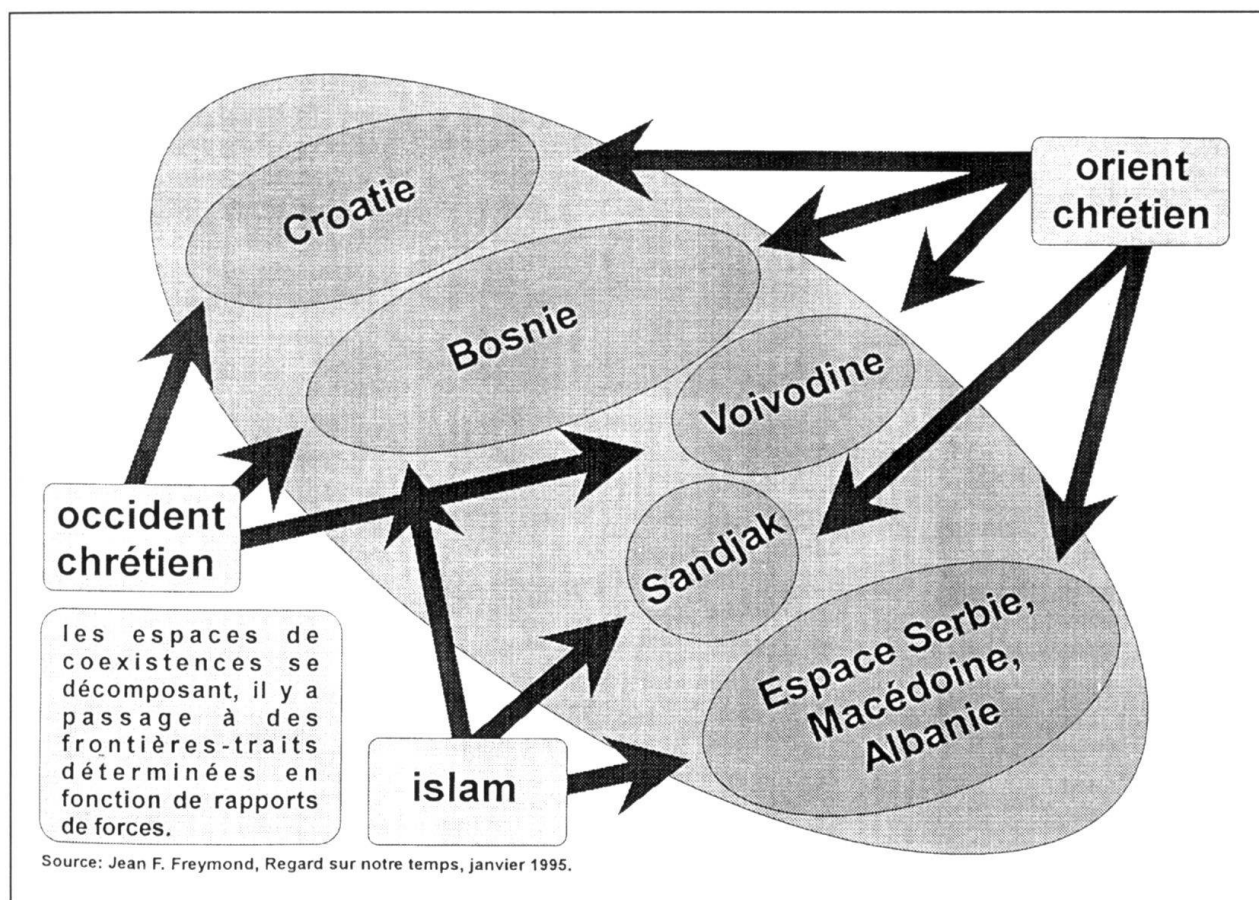 Croatie
Bosnie
Voivodine
Sandjak
Espace Serbie,
Macédoine,
Albanie
orient
chrétien
occident
chrétien
islam
les espaces de
coexistences se
décomposant, il y a
passage à des
frontières-traits
déterminées en
fonction de rapports
de forces.
Source: Jean F. Freymond, Regard sur notre temps, janvier 1995.